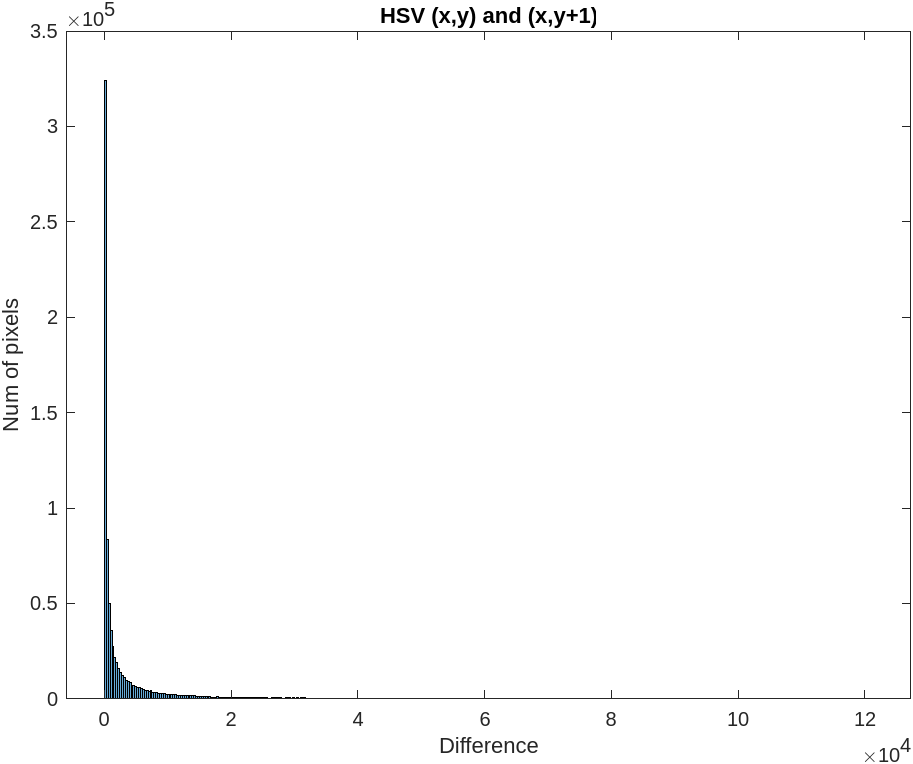 HSV (x,y) and (x,y+1)
×10^5
3.5
3
2.5
2
1.5
1
0.5
0
Num of pixels
0 2 4 6 8 10 12
Difference
×10^4